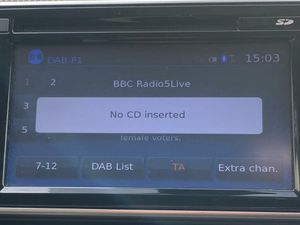 SD
DAB P1
15:03
1
2
BBC Radio5Live
3
No CD inserted
5
female voters.
7-12
DAB List
TA
Extra chan.